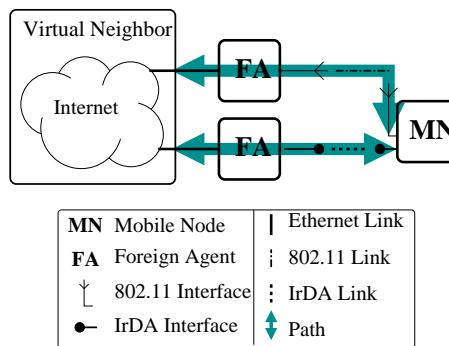 Virtual Neighbor
FA
Internet
MN
FA
MN Mobile Node
FA Foreign Agent
802.11 Interface
IrDA Interface
Ethernet Link
802.11 Link
IrDA Link
Path